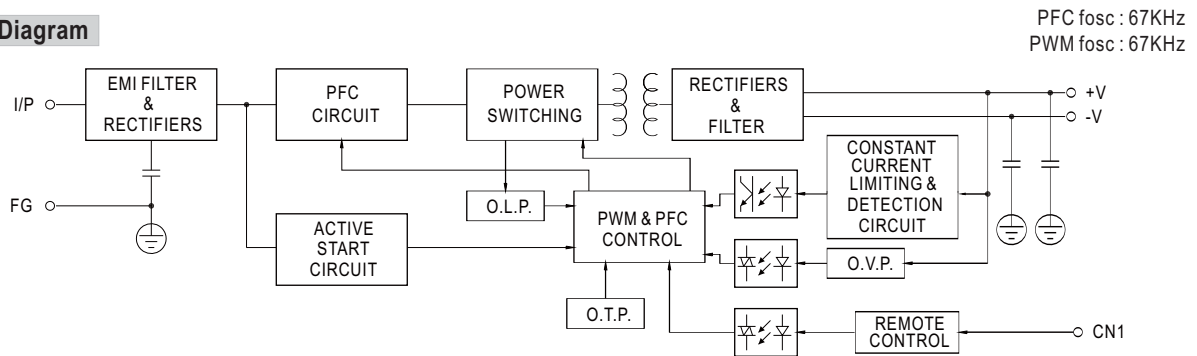 Diagram
PFC fosc : 67KHz
PWM fosc : 67KHz
I/P
EMI FILTER
&
RECTIFIERS
PFC
CIRCUIT
POWER
SWITCHING
RECTIFIERS
&
FILTER
+V
-V
FG
ACTIVE
START
CIRCUIT
O.L.P.
PWM & PFC
CONTROL
O.T.P.
CONSTANT
CURRENT
LIMITING &
DETECTION
CIRCUIT
O.V.P.
REMOTE
CONTROL
CN1